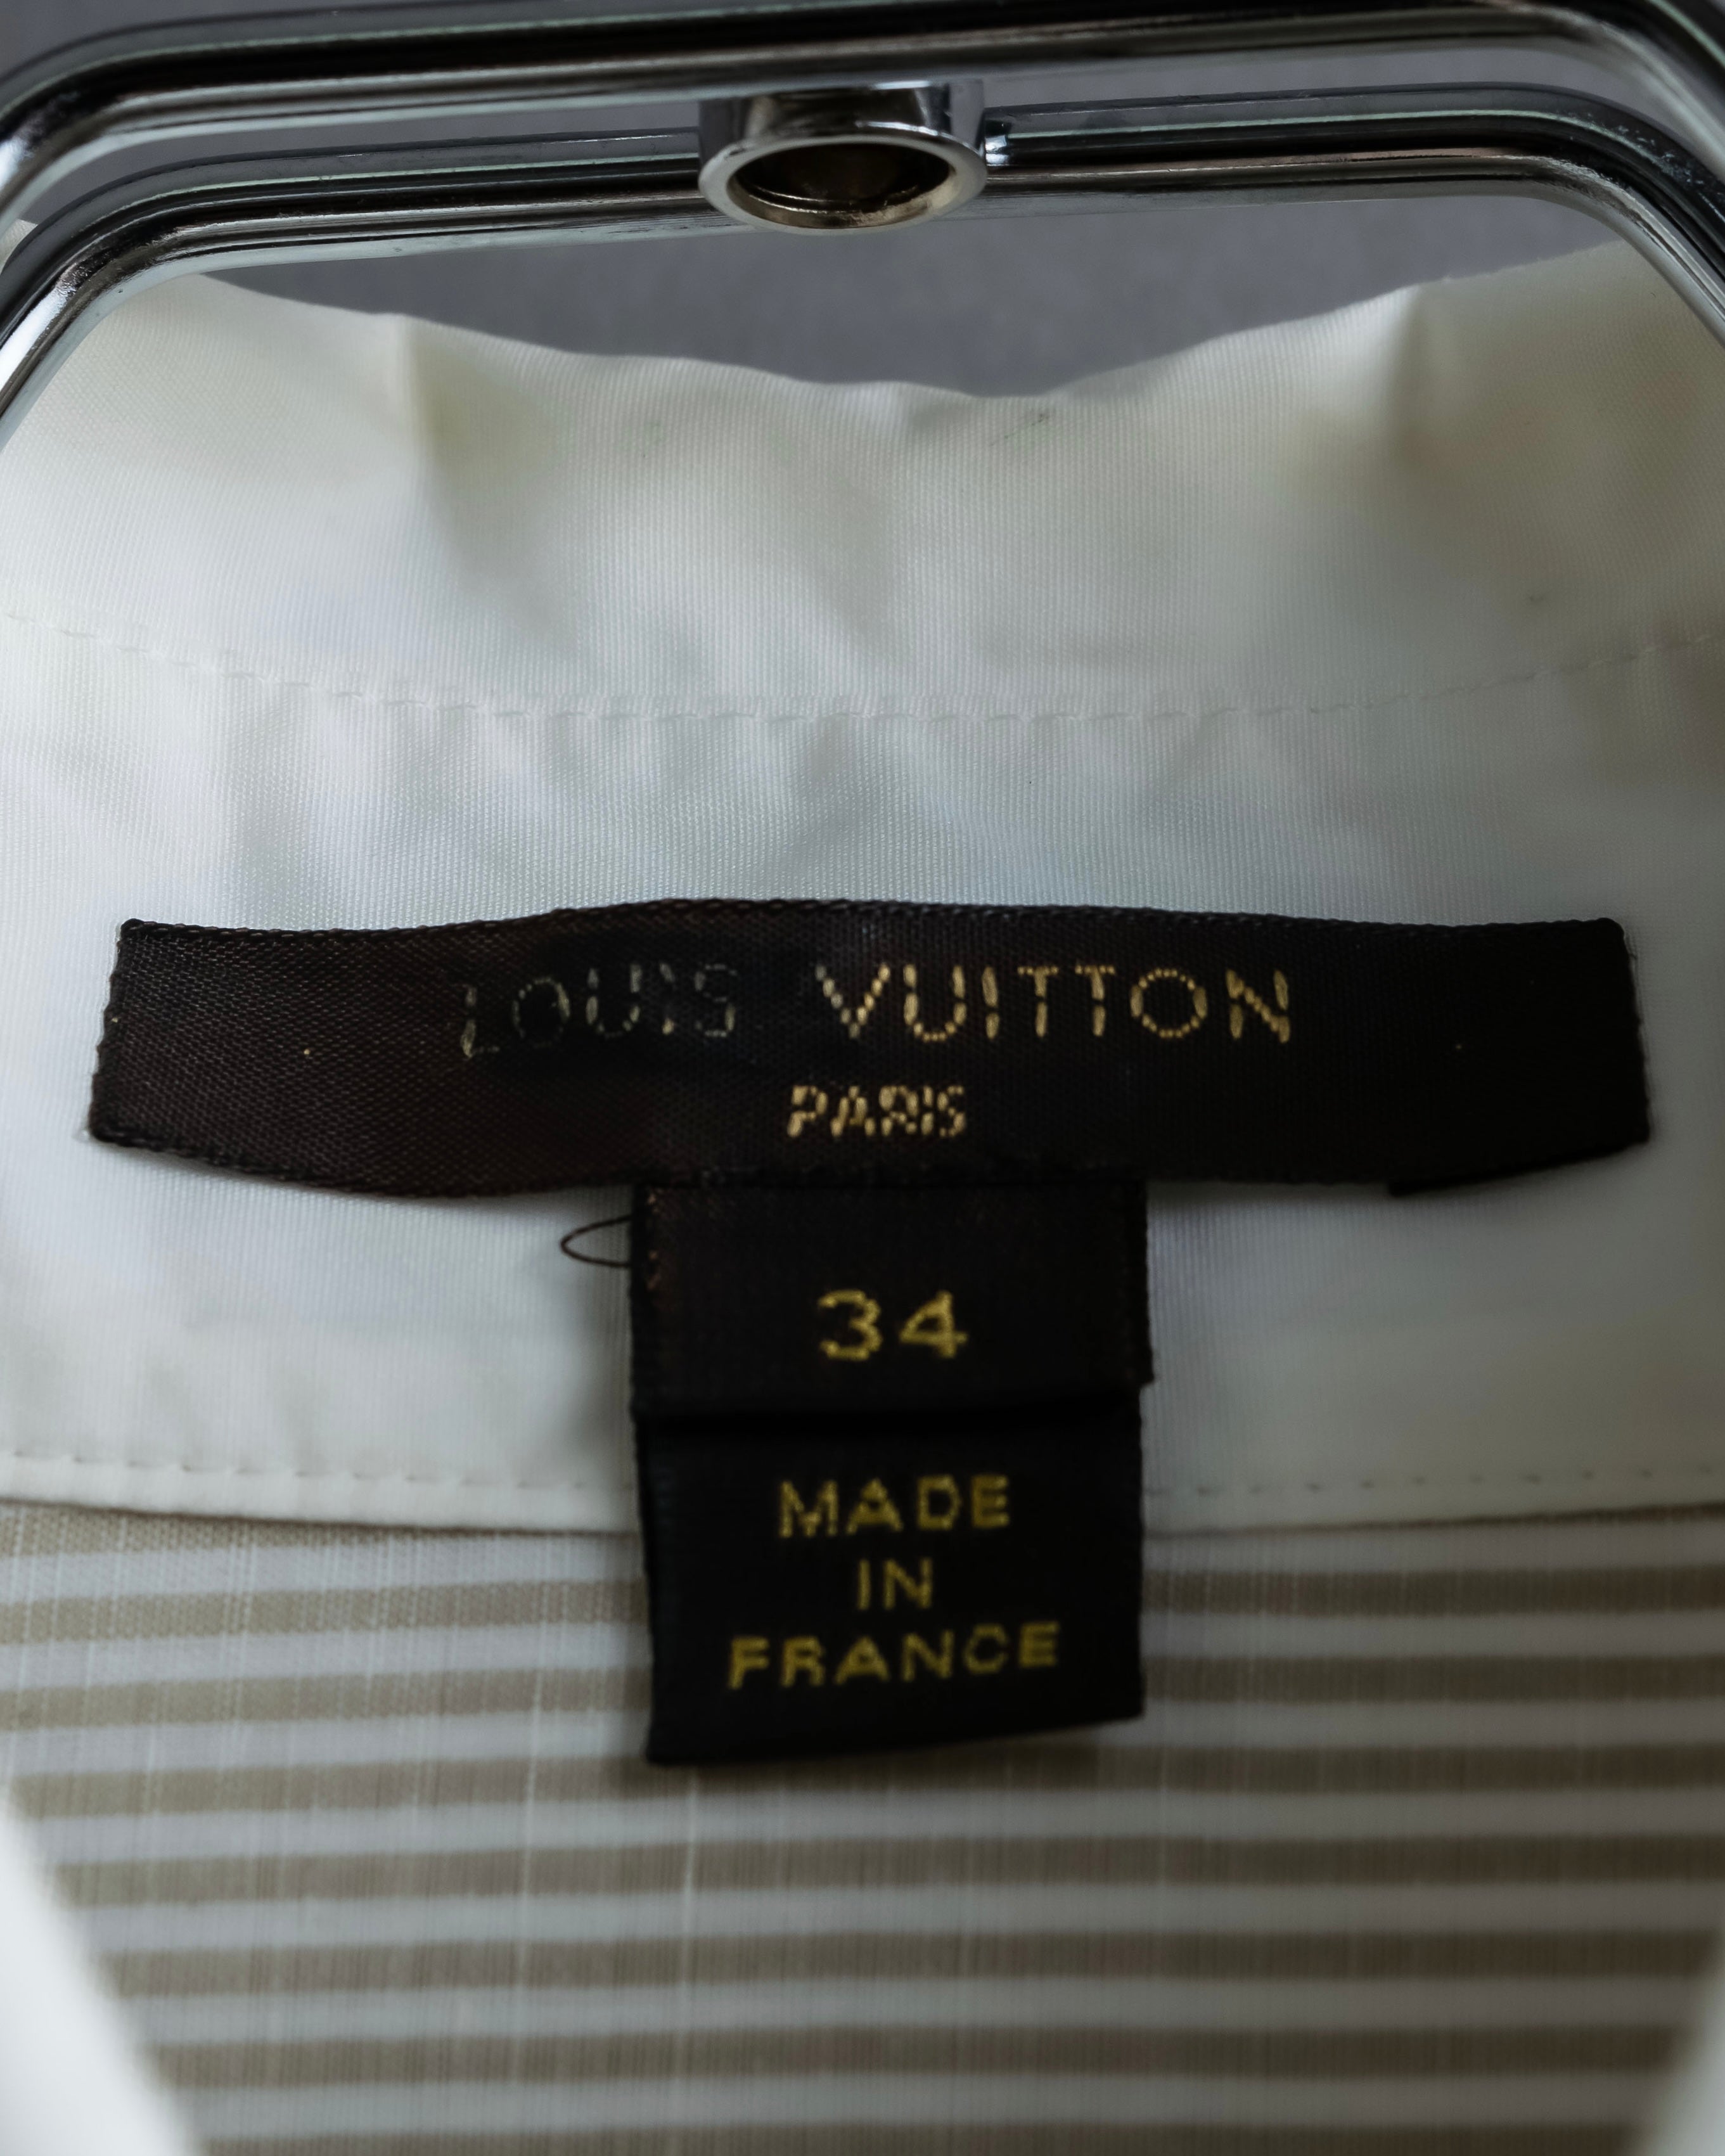 LOUIS VUITTON
PARIS
34
MADE
IN
FRANCE